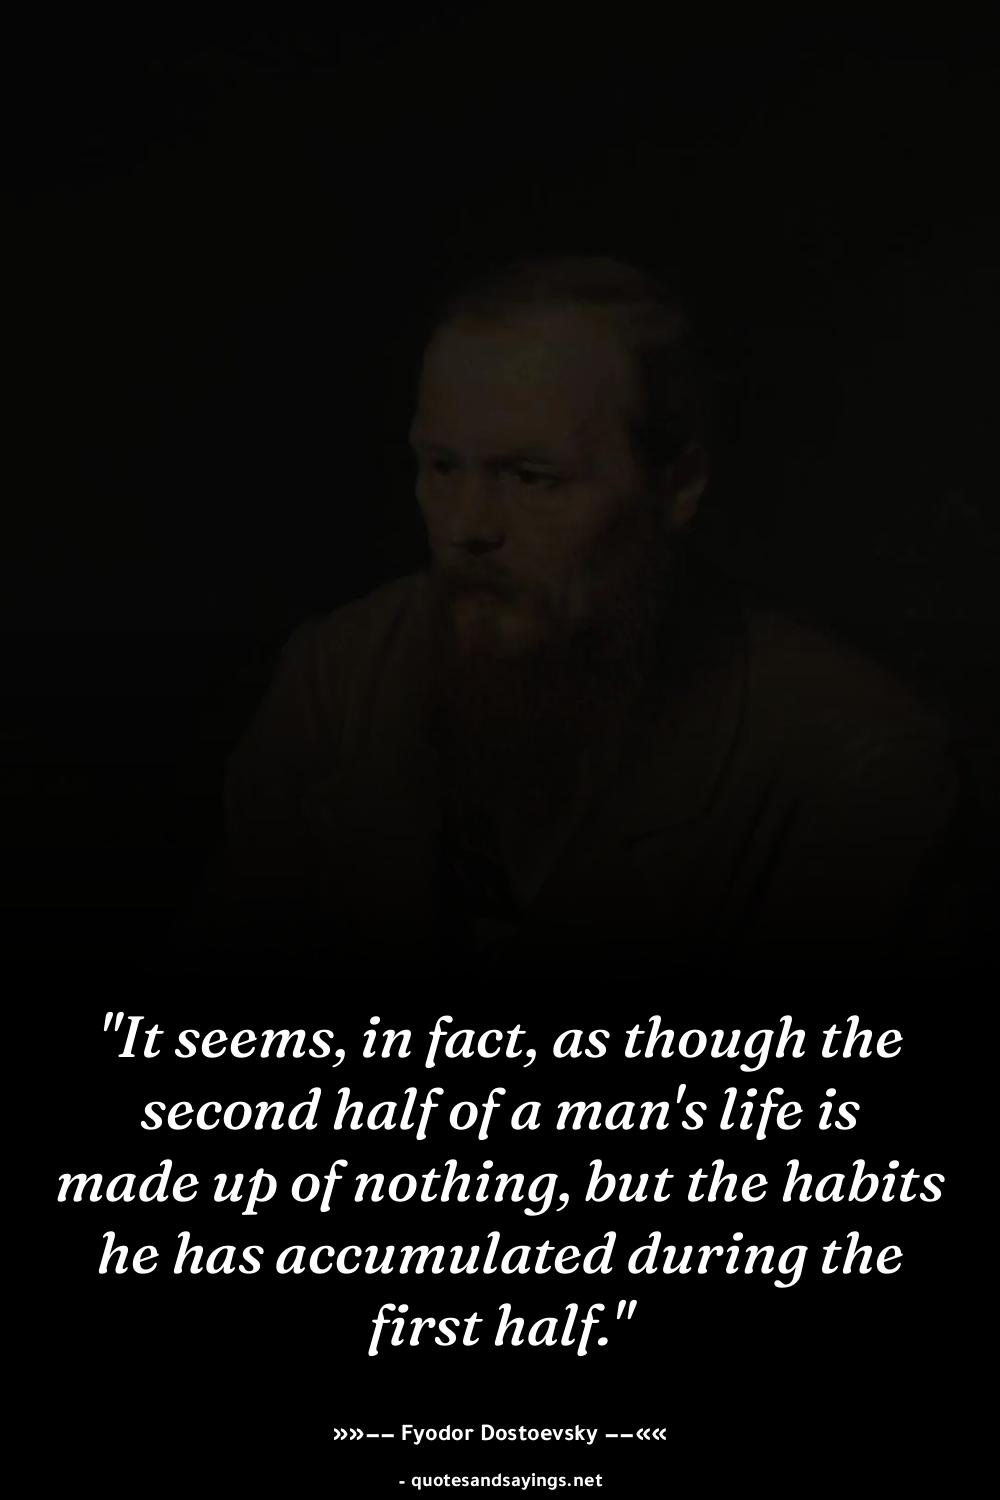 "It seems, in fact, as though the
second half of a man's life is
made up of nothing, but the habits
he has accumulated during the
first half."
»»–– Fyodor Dostoevsky ––««
- quotesandsayings.net